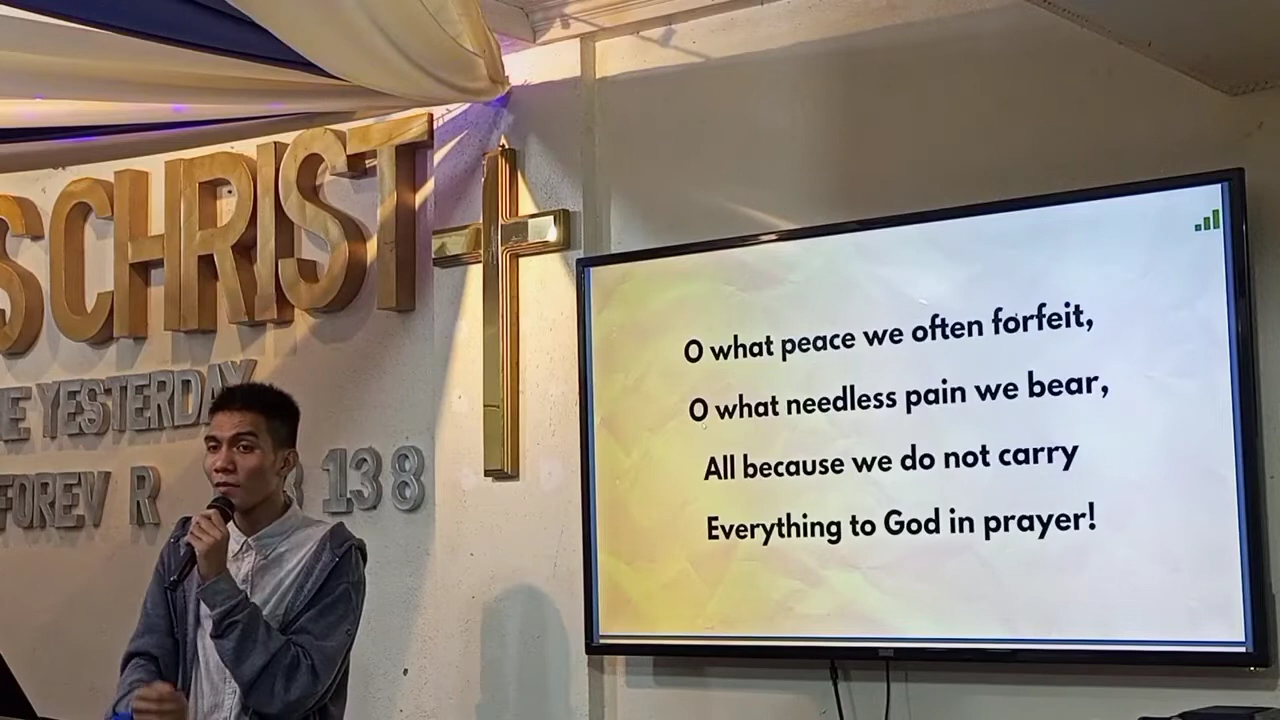 S CHRIST
E YESTERDAY
FOREV R 138
O what peace we often forfeit,
O what needless pain we bear,
All because we do not carry
Everything to God in prayer!